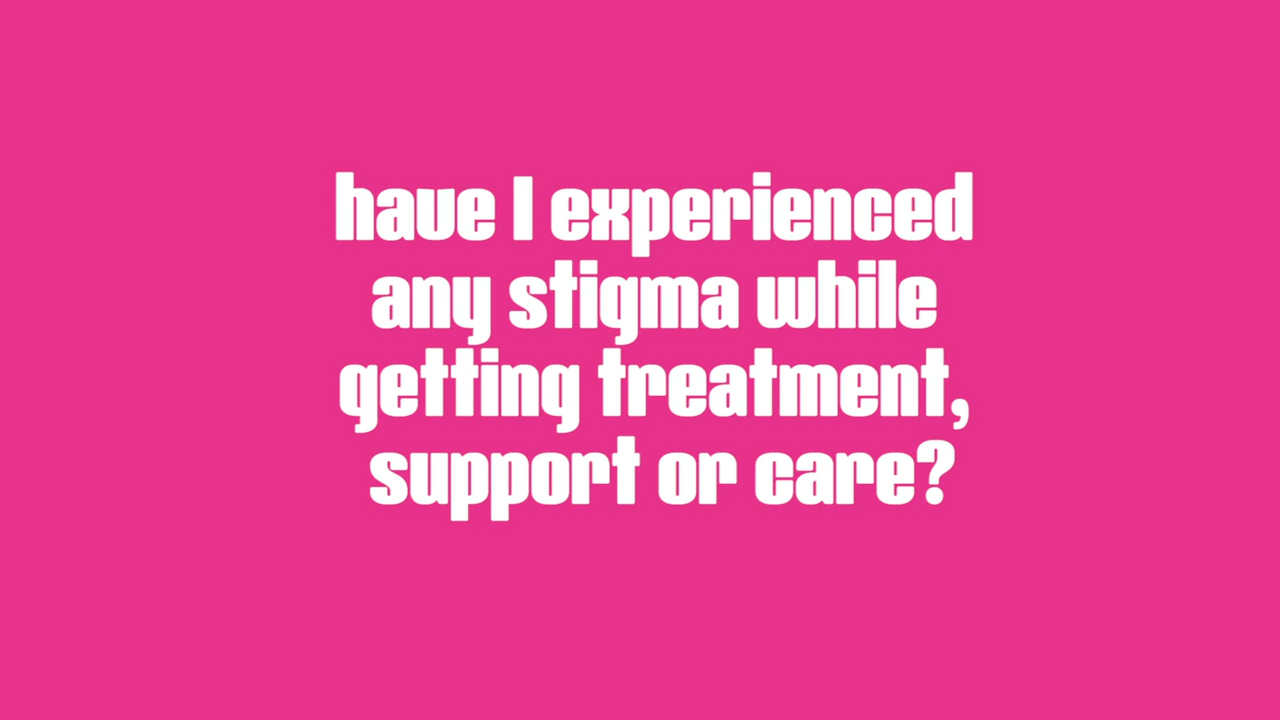 have I experienced
any stigma while
getting treatment,
support or care?